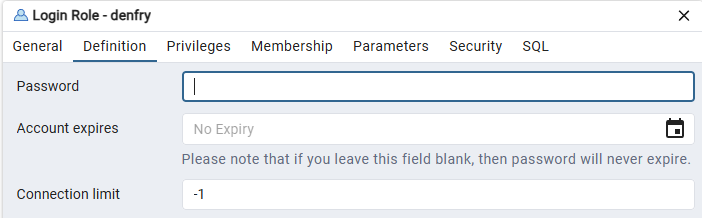 Login Role - denfry
General Definition Privileges Membership Parameters Security SQL
Password
Account expires No Expiry
Please note that if you leave this field blank, then password will never expire.
Connection limit -1